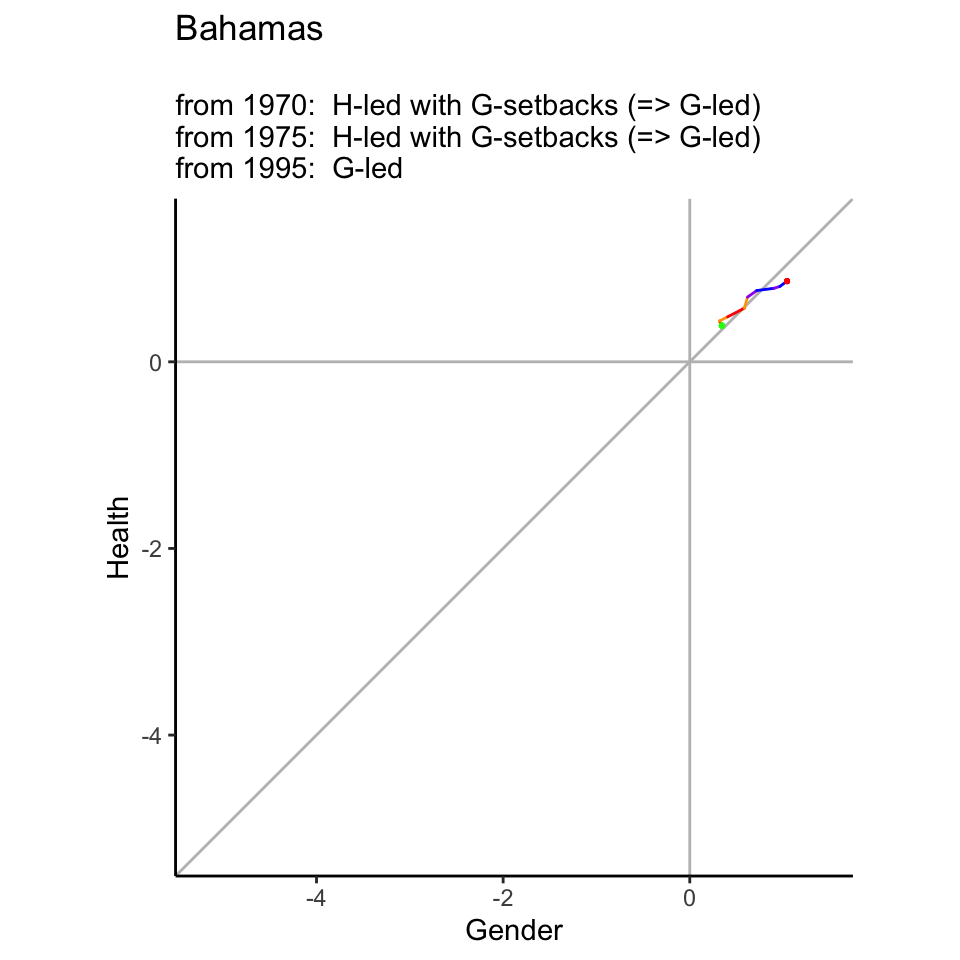 Bahamas
from 1970:  H-led with G-setbacks (=> G-led)
from 1975:  H-led with G-setbacks (=> G-led)
from 1995:  G-led
0
-2
-4
Health
-4
-2
0
Gender